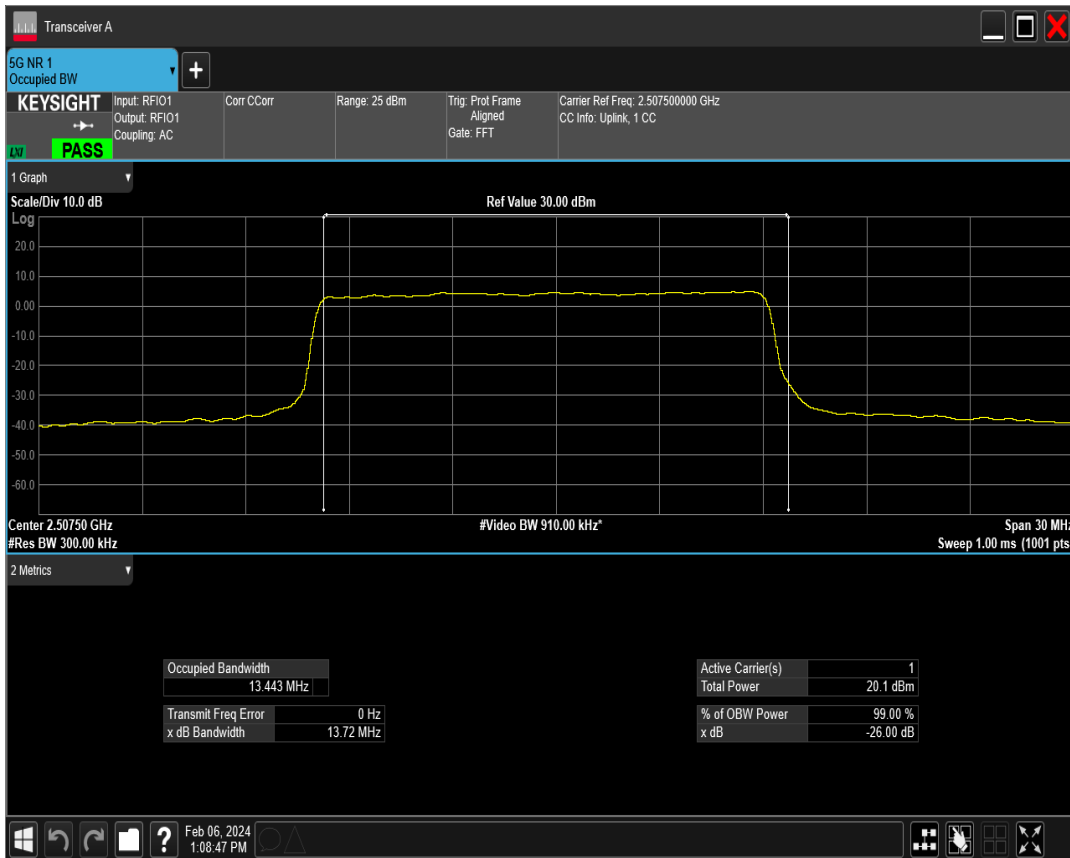 Transceiver A
5G NR 1
Occupied BW
KEYSIGHT
LXI
PASS
Input: RFIO1
Output: RFIO1
Coupling: AC
Corr CCorr
Range: 25 dBm
Trig: Prot Frame
Aligned
Gate: FFT
Carrier Ref Freq: 2.507500000 GHz
CC Info: Uplink, 1 CC
1 Graph
Scale/Div 10.0 dB
Ref Value 30.00 dBm
Log
20.0
10.0
0.00
-10.0
-20.0
-30.0
-40.0
-50.0
-60.0
Center 2.50750 GHz
#Video BW 910.00 kHz*
Span 30 MHz
#Res BW 300.00 kHz
Sweep 1.00 ms (1001 pts
2 Metrics
Occupied Bandwidth
13.443 MHz
Transmit Freq Error 0 Hz
x dB Bandwidth 13.72 MHz
Active Carrier(s) 1
Total Power 20.1 dBm
% of OBW Power 99.00 %
x dB -26.00 dB
Feb 06, 2024
1:08:47 PM